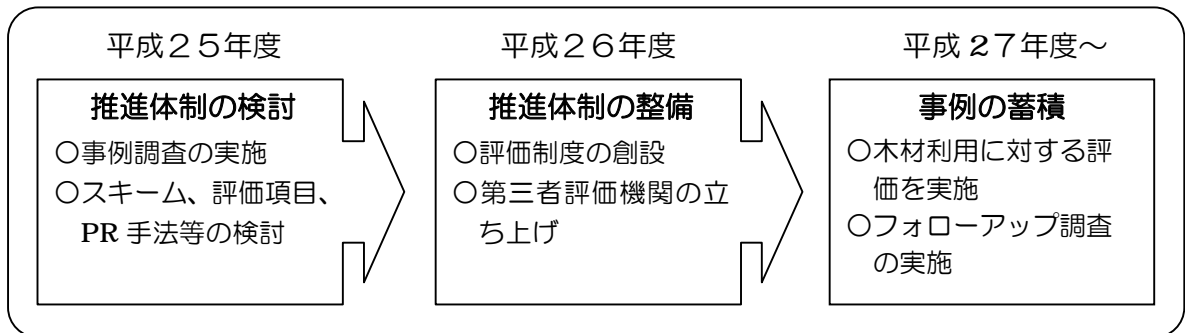 平成２５年度
推進体制の検討
○事例調査の実施
○スキーム、評価項目、
PR 手法等の検討
平成２６年度
推進体制の整備
○評価制度の創設
○第三者評価機関の立
ち上げ
平成 27年度～
事例の蓄積
○木材利用に対する評
価を実施
○フォローアップ調査
の実施